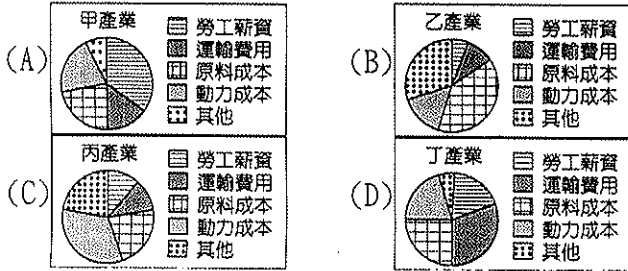 (A)
甲產業
勞工薪資
運輸費用
原料成本
動力成本
其他
(B)
乙產業
勞工薪資
運輸費用
原料成本
動力成本
其他
(C)
丙產業
勞工薪資
運輸費用
原料成本
動力成本
其他
(D)
丁產業
勞工薪資
運輸費用
原料成本
動力成本
其他